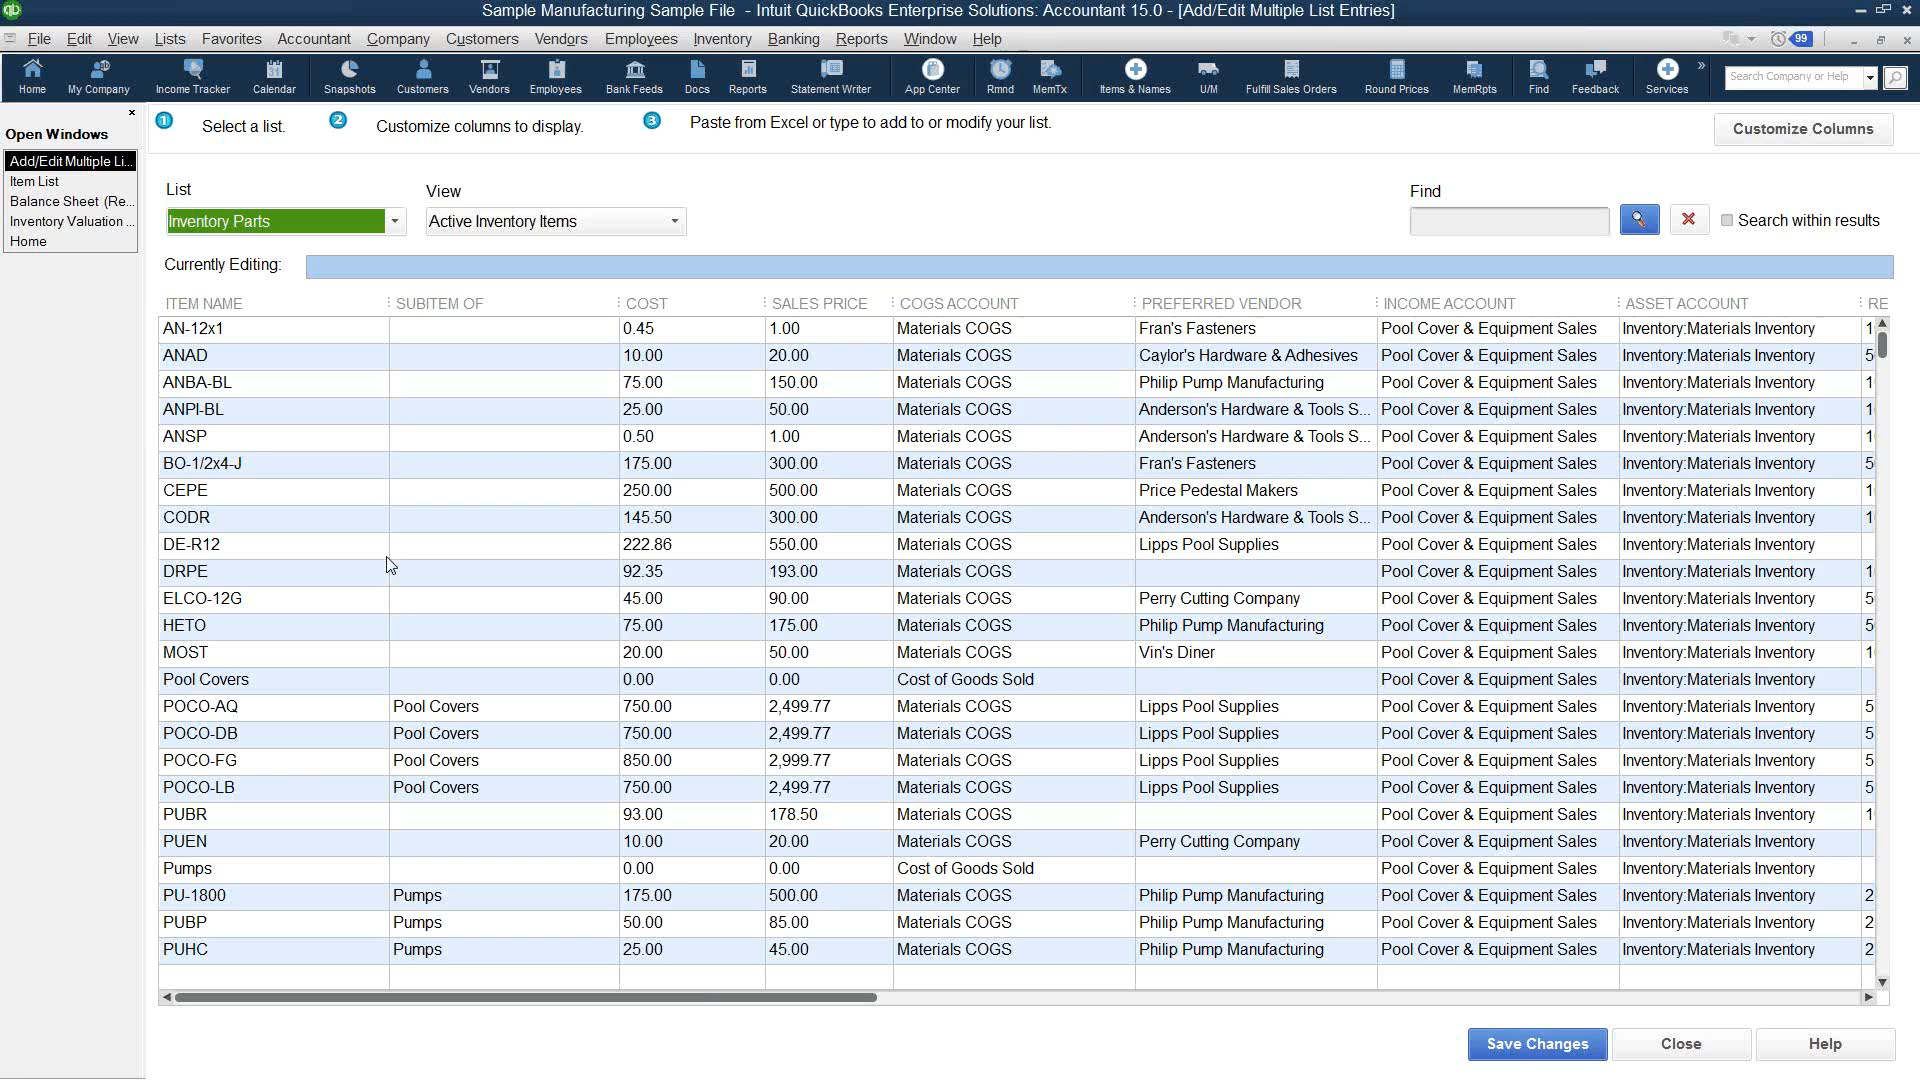 Sample Manufacturing Sample File - Intuit QuickBooks Enterprise Solutions: Accountant 15.0 - [Add/Edit Multiple List Entries]
File Edit View Lists Favorites Accountant Company Customers Vendors Employees Inventory Banking Reports Window Help 99
Home My Company Income Tracker Calendar Snapshots Customers Vendors Employees Bank Feeds Docs Reports Statement Writer App Center Rmnd MemTx Items & Names U/M Fulfill Sales Orders Round Prices MemRpts Find Feedback Services » Search Company or Help
Open Windows
Add/Edit Multiple Li...
Item List
Balance Sheet (Re...
Inventory Valuation ...
Home
1 Select a list. 2 Customize columns to display. 3 Paste from Excel or type to add to or modify your list. Customize Columns
List View Find
Inventory Parts Active Inventory Items Search within results
Currently Editing:
ITEM NAME SUBITEM OF COST SALES PRICE COGS ACCOUNT PREFERRED VENDOR INCOME ACCOUNT ASSET ACCOUNT RE
AN-12x1 0.45 1.00 Materials COGS Fran's Fasteners Pool Cover & Equipment Sales Inventory:Materials Inventory 1
ANAD 10.00 20.00 Materials COGS Caylor's Hardware & Adhesives Pool Cover & Equipment Sales Inventory:Materials Inventory 5
ANBA-BL 75.00 150.00 Materials COGS Philip Pump Manufacturing Pool Cover & Equipment Sales Inventory:Materials Inventory 1
ANPI-BL 25.00 50.00 Materials COGS Anderson's Hardware & Tools S... Pool Cover & Equipment Sales Inventory:Materials Inventory 1
ANSP 0.50 1.00 Materials COGS Anderson's Hardware & Tools S... Pool Cover & Equipment Sales Inventory:Materials Inventory 1
BO-1/2x4-J 175.00 300.00 Materials COGS Fran's Fasteners Pool Cover & Equipment Sales Inventory:Materials Inventory 5
CEPE 250.00 500.00 Materials COGS Price Pedestal Makers Pool Cover & Equipment Sales Inventory:Materials Inventory 1
CODR 145.50 300.00 Materials COGS Anderson's Hardware & Tools S... Pool Cover & Equipment Sales Inventory:Materials Inventory 1
DE-R12 222.86 550.00 Materials COGS Lipps Pool Supplies Pool Cover & Equipment Sales Inventory:Materials Inventory
DRPE 92.35 193.00 Materials COGS Pool Cover & Equipment Sales Inventory:Materials Inventory 1
ELCO-12G 45.00 90.00 Materials COGS Perry Cutting Company Pool Cover & Equipment Sales Inventory:Materials Inventory 5
HETO 75.00 175.00 Materials COGS Philip Pump Manufacturing Pool Cover & Equipment Sales Inventory:Materials Inventory 5
MOST 20.00 50.00 Materials COGS Vin's Diner Pool Cover & Equipment Sales Inventory:Materials Inventory 1
Pool Covers 0.00 0.00 Cost of Goods Sold Pool Cover & Equipment Sales Inventory:Materials Inventory
POCO-AQ Pool Covers 750.00 2,499.77 Materials COGS Lipps Pool Supplies Pool Cover & Equipment Sales Inventory:Materials Inventory 5
POCO-DB Pool Covers 750.00 2,499.77 Materials COGS Lipps Pool Supplies Pool Cover & Equipment Sales Inventory:Materials Inventory 5
POCO-FG Pool Covers 850.00 2,999.77 Materials COGS Lipps Pool Supplies Pool Cover & Equipment Sales Inventory:Materials Inventory 5
POCO-LB Pool Covers 750.00 2,499.77 Materials COGS Lipps Pool Supplies Pool Cover & Equipment Sales Inventory:Materials Inventory 5
PUBR 93.00 178.50 Materials COGS Pool Cover & Equipment Sales Inventory:Materials Inventory 1
PUEN 10.00 20.00 Materials COGS Perry Cutting Company Pool Cover & Equipment Sales Inventory:Materials Inventory
Pumps 0.00 0.00 Cost of Goods Sold Pool Cover & Equipment Sales Inventory:Materials Inventory
PU-1800 Pumps 175.00 500.00 Materials COGS Philip Pump Manufacturing Pool Cover & Equipment Sales Inventory:Materials Inventory 2
PUBP Pumps 50.00 85.00 Materials COGS Philip Pump Manufacturing Pool Cover & Equipment Sales Inventory:Materials Inventory 2
PUHC Pumps 25.00 45.00 Materials COGS Philip Pump Manufacturing Pool Cover & Equipment Sales Inventory:Materials Inventory 2
Save Changes Close Help